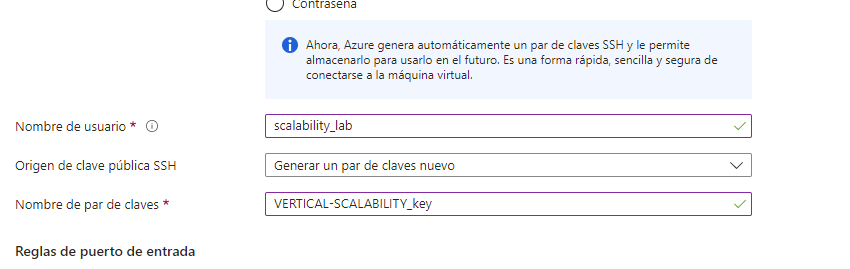 Contraseña
Ahora, Azure genera automáticamente un par de claves SSH y le permite
almacenarlo para usarlo en el futuro. Es una forma rápida, sencilla y segura de
conectarse a la máquina virtual.
Nombre de usuario *
scalability_lab
Origen de clave pública SSH
Generar un par de claves nuevo
Nombre de par de claves *
VERTICAL-SCALABILITY_key
Reglas de puerto de entrada